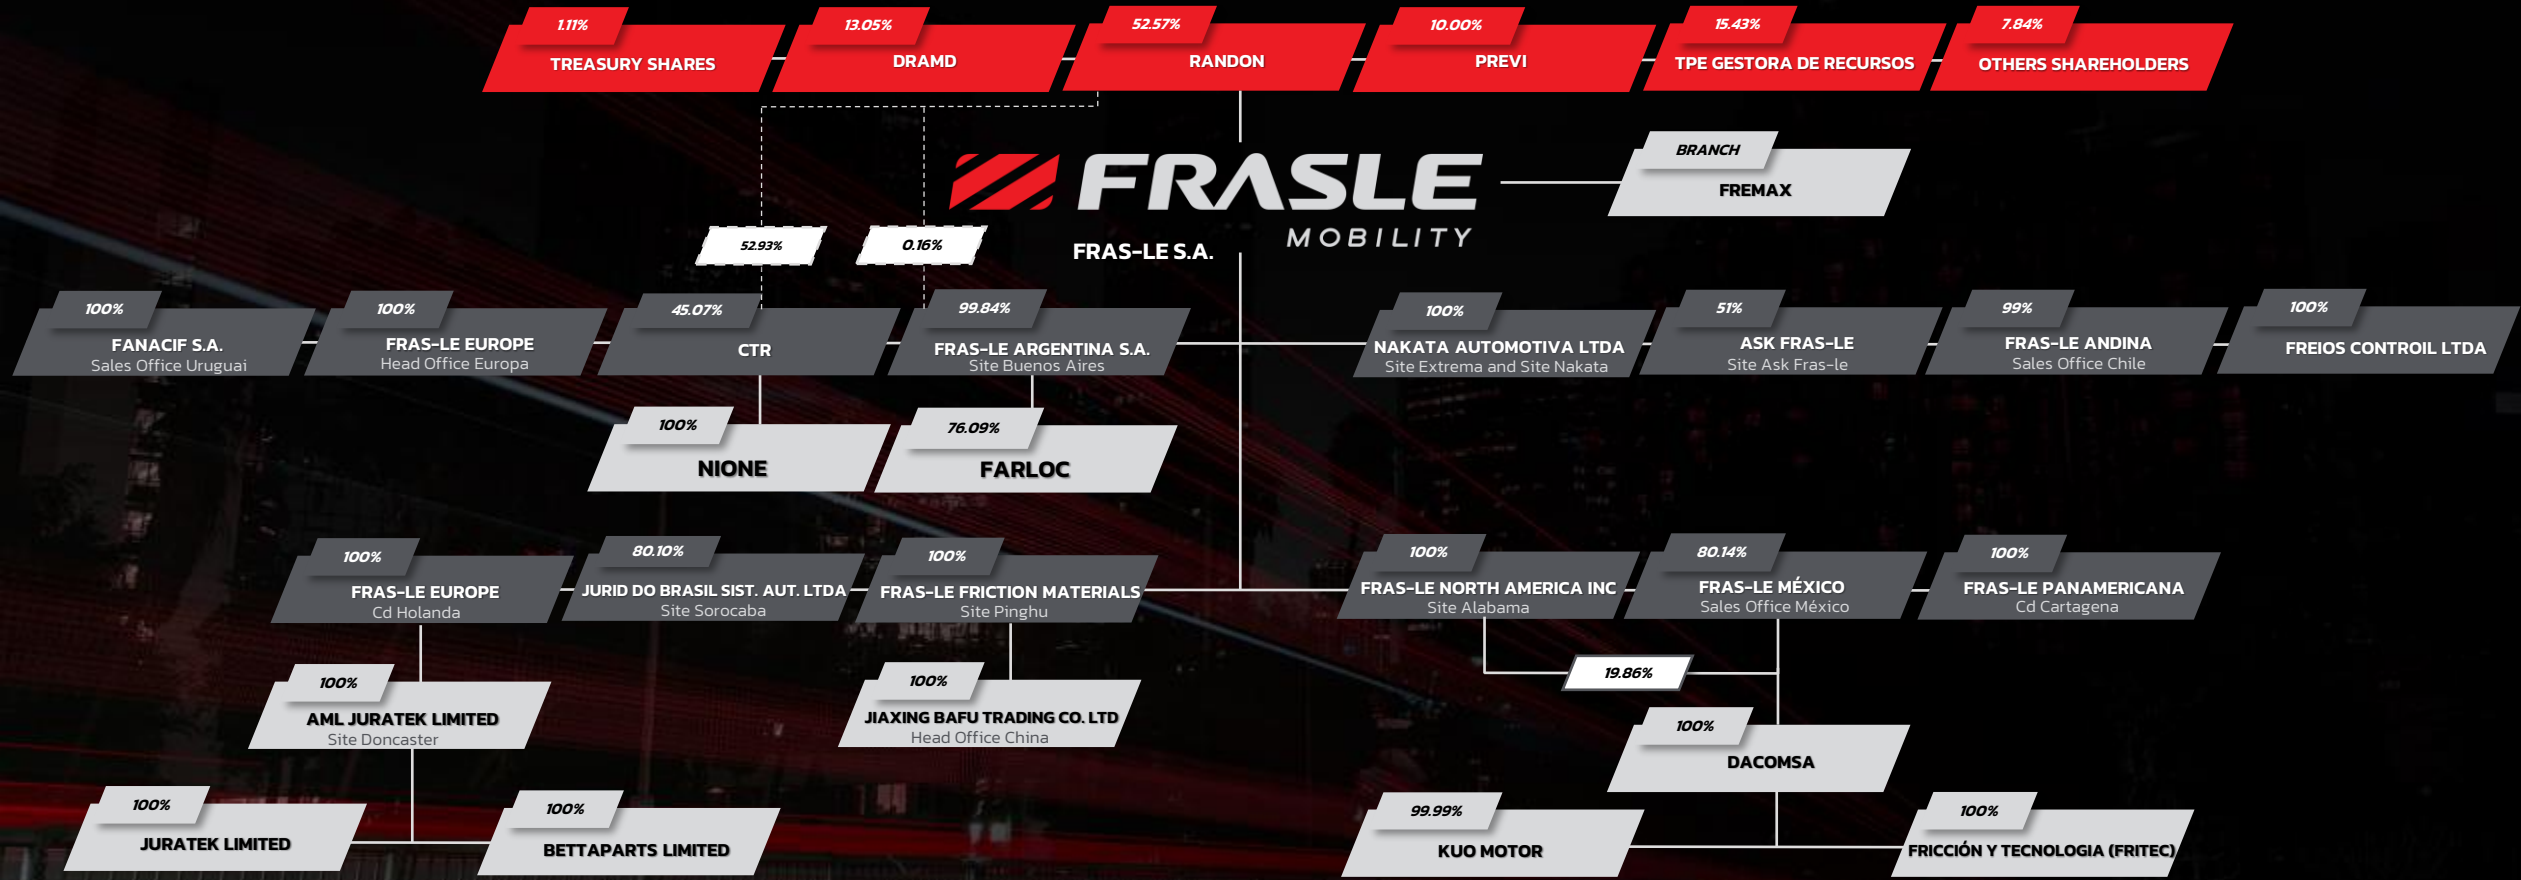 1.11%
TREASURY SHARES
13.05%
DRAMD
52.57%
RANDON
10.00%
PREVI
15.43%
TPE GESTORA DE RECURSOS
7.84%
OTHERS SHAREHOLDERS
FRASLE
MOBILITY
FRAS-LE S.A.
BRANCH
FREMAX
52.93%
0.16%
100%
FANACIF S.A.
Sales Office Uruguai
100%
FRAS-LE EUROPE
Head Office Europa
45.07%
CTR
99.84%
FRAS-LE ARGENTINA S.A.
Site Buenos Aires
100%
NAKATA AUTOMOTIVA LTDA
Site Extrema and Site Nakata
51%
ASK FRAS-LE
Site Ask Fras-le
99%
FRAS-LE ANDINA
Sales Office Chile
100%
FREIOS CONTROIL LTDA
100%
NIONE
76.09%
FARLOC
100%
FRAS-LE EUROPE
Cd Holanda
80.10%
JURID DO BRASIL SIST. AUT. LTDA
Site Sorocaba
100%
FRAS-LE FRICTION MATERIALS
Site Pinghu
100%
FRAS-LE NORTH AMERICA INC
Site Alabama
80.14%
FRAS-LE MÉXICO
Sales Office México
100%
FRAS-LE PANAMERICANA
Cd Cartagena
19.86%
100%
AML JURATEK LIMITED
Site Doncaster
100%
JIAXING BAFU TRADING CO. LTD
Head Office China
100%
DACOMSA
100%
JURATEK LIMITED
100%
BETTAPARTS LIMITED
99.99%
KUO MOTOR
100%
FRICCIÓN Y TECNOLOGIA (FRITEC)